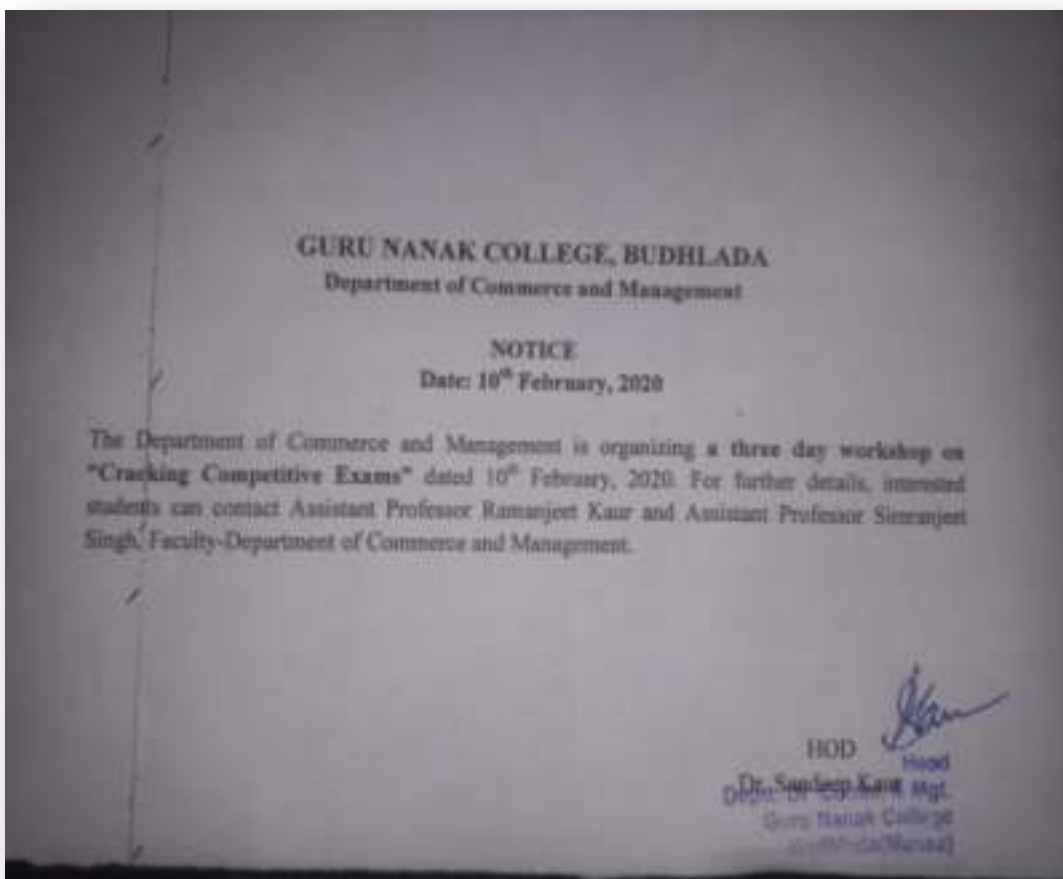 GURU NANAK COLLEGE, BUDHLADA
Department of Commerce and Management
NOTICE
Date: 10th February, 2020
The Department of Commerce and Management is organizing a three day workshop on
"Cracking Competitive Exams" dated 10th February, 2020. For further details, interested
students can contact Assistant Professor Ramanjeet Kaur and Assistant Professor Simranjeet
Singh, Faculty-Department of Commerce and Management.
HOD
Head
Dr. Sandeep Kaur
Mgt.
Guru Nanak College